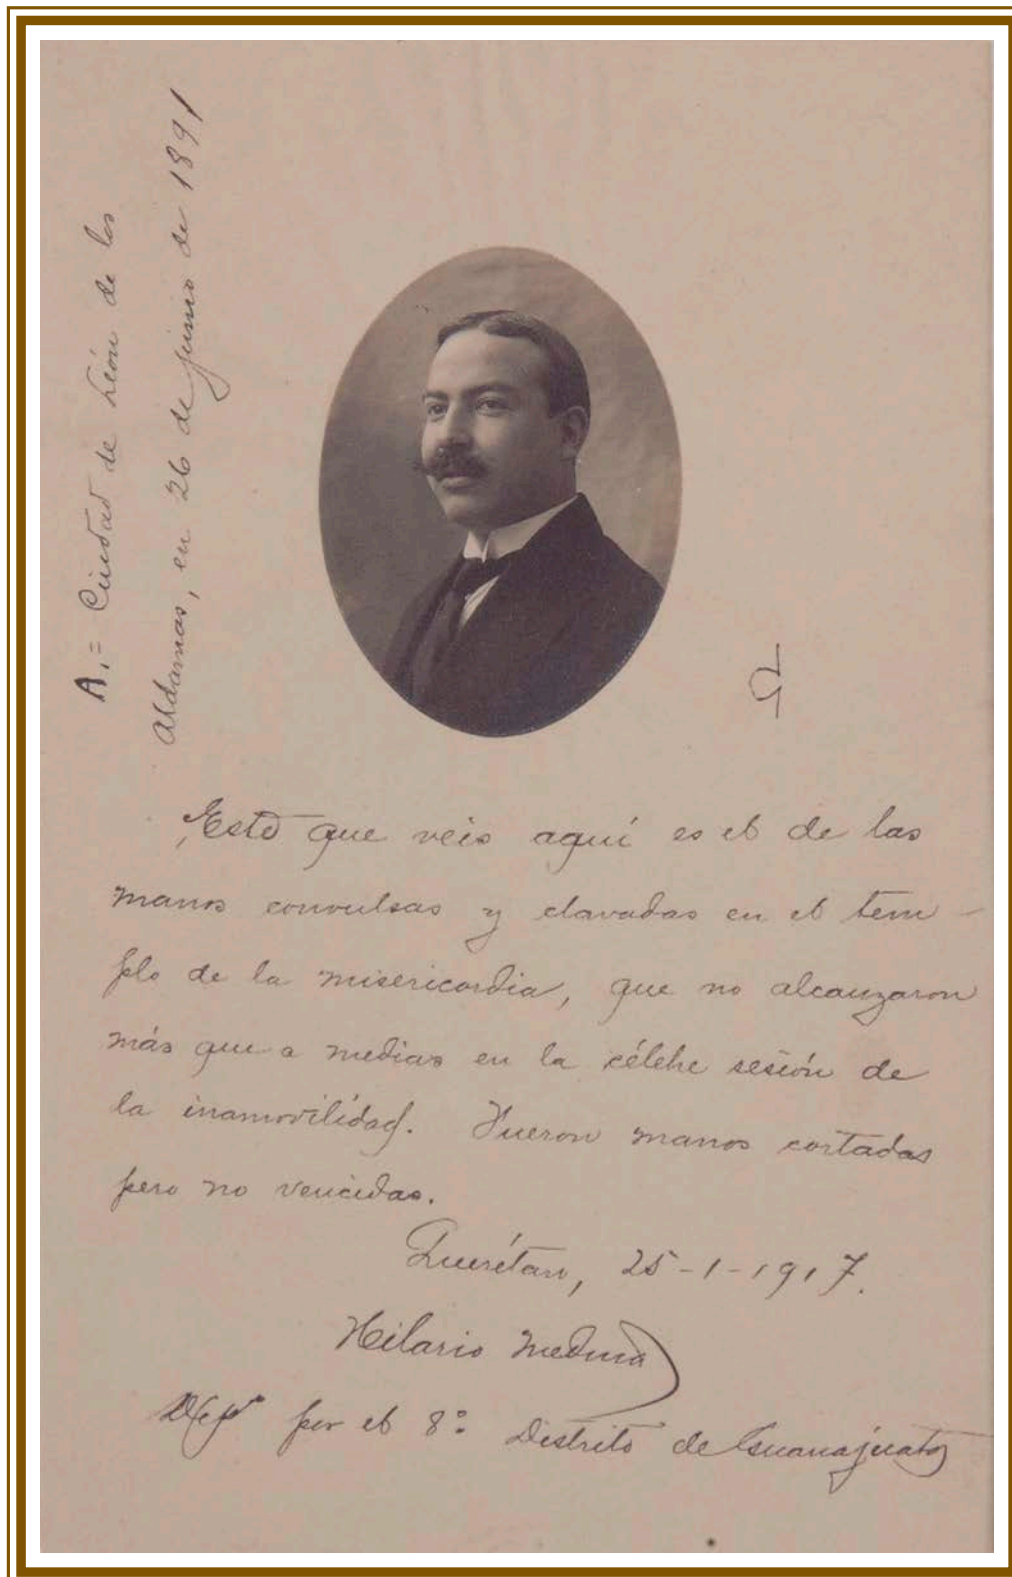 A.= Ciudad de León de los
Aldamas, en 26 de junio de 1891
Ω
Este que veis aquí es el de las
manos convulsas y clavadas en el tem-
plo de la misericordia, que no alcanzaron
más que a medias en la célebre sesión de
la inamovilidad. Fueron manos cortadas
pero no vencidas.
Querétaro, 25-1-1917.
Hilario Medina
Dip. por el 8º Distrito de Guanajuato